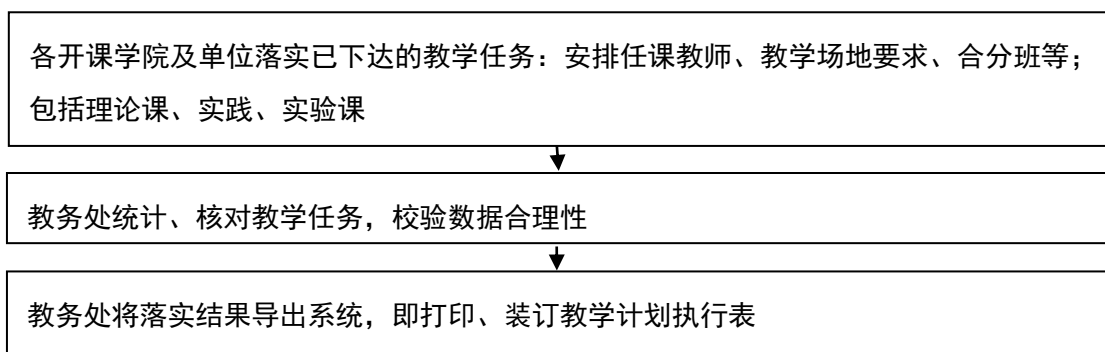 各开课学院及单位落实已下达的教学任务：安排任课教师、教学场地要求、合分班等；
包括理论课、实践、实验课
教务处统计、核对教学任务，校验数据合理性
教务处将落实结果导出系统，即打印、装订教学计划执行表